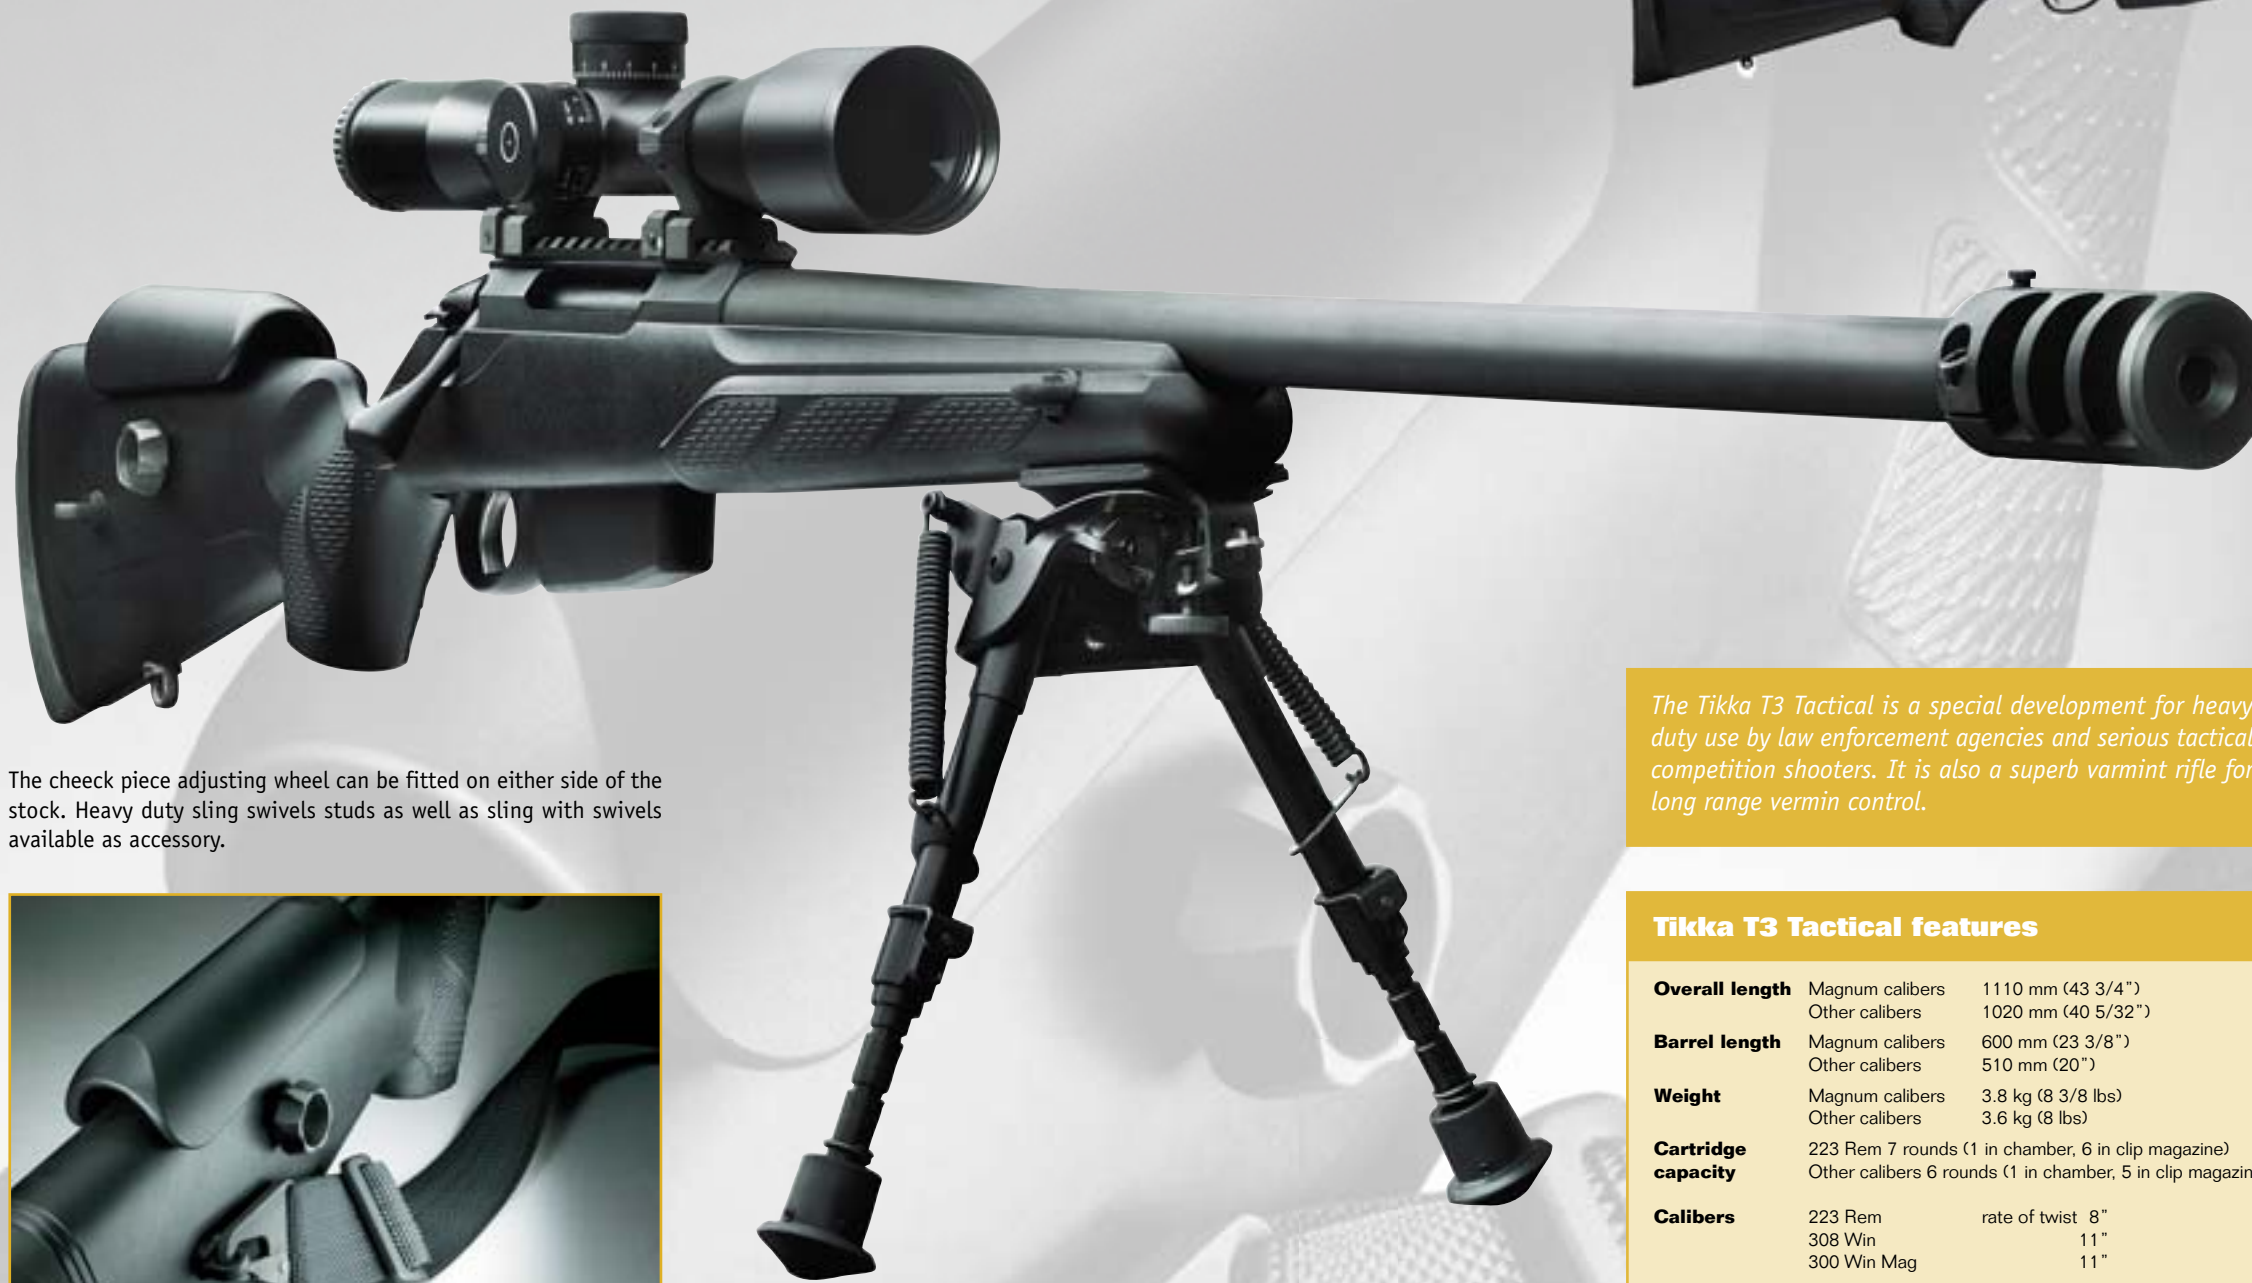 The cheeck piece adjusting wheel can be fitted on either side of the
stock. Heavy duty sling swivels studs as well as sling with swivels
available as accessory.
The Tikka T3 Tactical is a special development for heavy
duty use by law enforcement agencies and serious tactical
competition shooters. It is also a superb varmint rifle for
long range vermin control.
Tikka T3 Tactical features
Overall length Magnum calibers 1110 mm (43 3/4”)
Other calibers 1020 mm (40 5/32”)
Barrel length Magnum calibers 600 mm (23 3/8”)
Other calibers 510 mm (20”)
Weight Magnum calibers 3.8 kg (8 3/8 lbs)
Other calibers 3.6 kg (8 lbs)
Cartridge 223 Rem 7 rounds (1 in chamber, 6 in clip magazine)
capacity Other calibers 6 rounds (1 in chamber, 5 in clip magazin
Calibers 223 Rem rate of twist 8”
308 Win 11”
300 Win Mag 11”